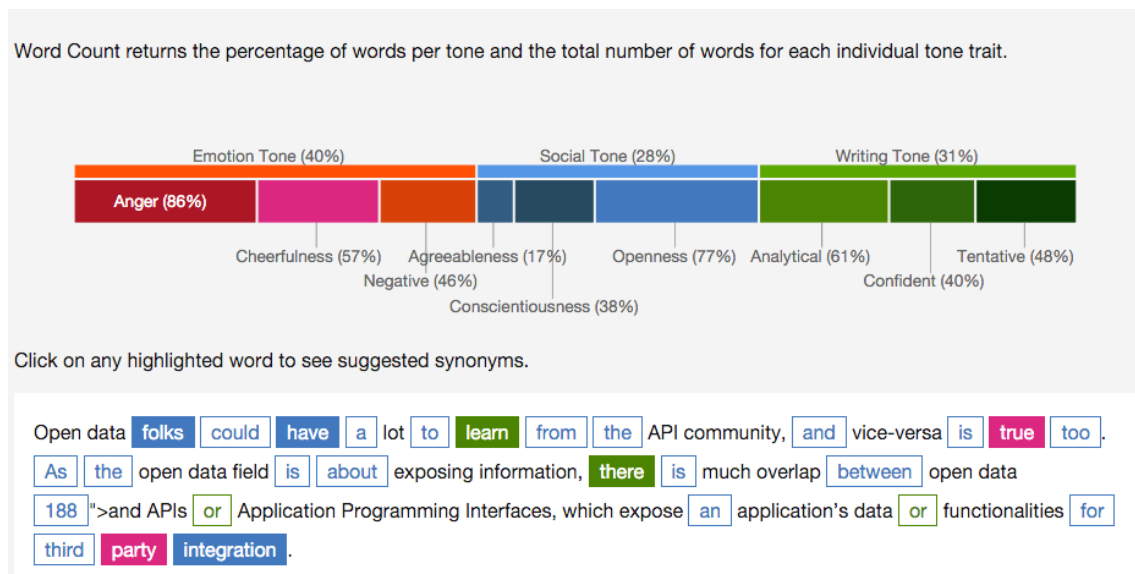 Word Count returns the percentage of words per tone and the total number of words for each individual tone trait.
Emotion Tone (40%) Social Tone (28%) Writing Tone (31%)
Anger (86%)
Cheerfulness (57%) Agreeableness (17%) Openness (77%) Analytical (61%) Tentative (48%)
Negative (46%) Confident (40%)
Conscientiousness (38%)
Click on any highlighted word to see suggested synonyms.
Open data folks could have a lot to learn from the API community, and vice-versa is true too .
As the open data field is about exposing information, there is much overlap between open data
188 ">and APIs or Application Programming Interfaces, which expose an application’s data or functionalities for
third party integration .